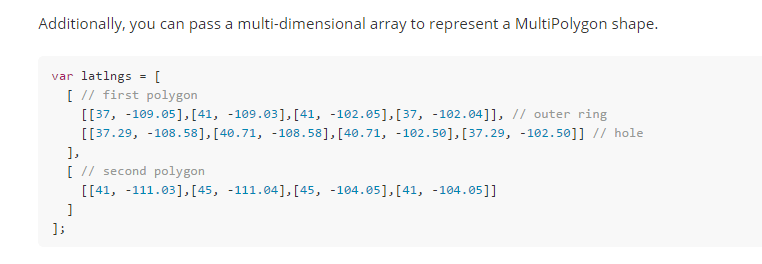 Additionally, you can pass a multi-dimensional array to represent a MultiPolygon shape.
var latlngs = [
  [ // first polygon
    [[37, -109.05],[41, -109.03],[41, -102.05],[37, -102.04]], // outer ring
    [[37.29, -108.58],[40.71, -108.58],[40.71, -102.50],[37.29, -102.50]] // hole
  ],
  [ // second polygon
    [[41, -111.03],[45, -111.04],[45, -104.05],[41, -104.05]]
  ]
];